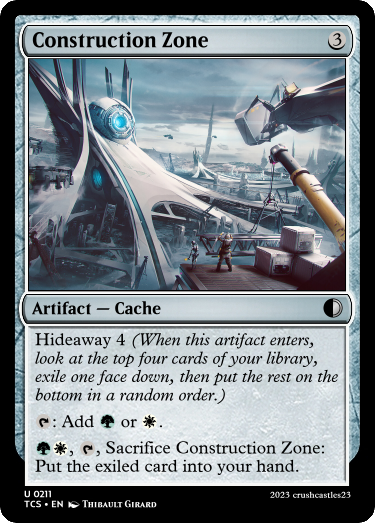 Construction Zone 3
Artifact — Cache
Hideaway 4 (When this artifact enters,
look at the top four cards of your library,
exile one face down, then put the rest on the
bottom in a random order.)
: Add or .
, , Sacrifice Construction Zone:
Put the exiled card into your hand.
U 0211
TCS • EN Thibault Girard
2023 crushcastles23